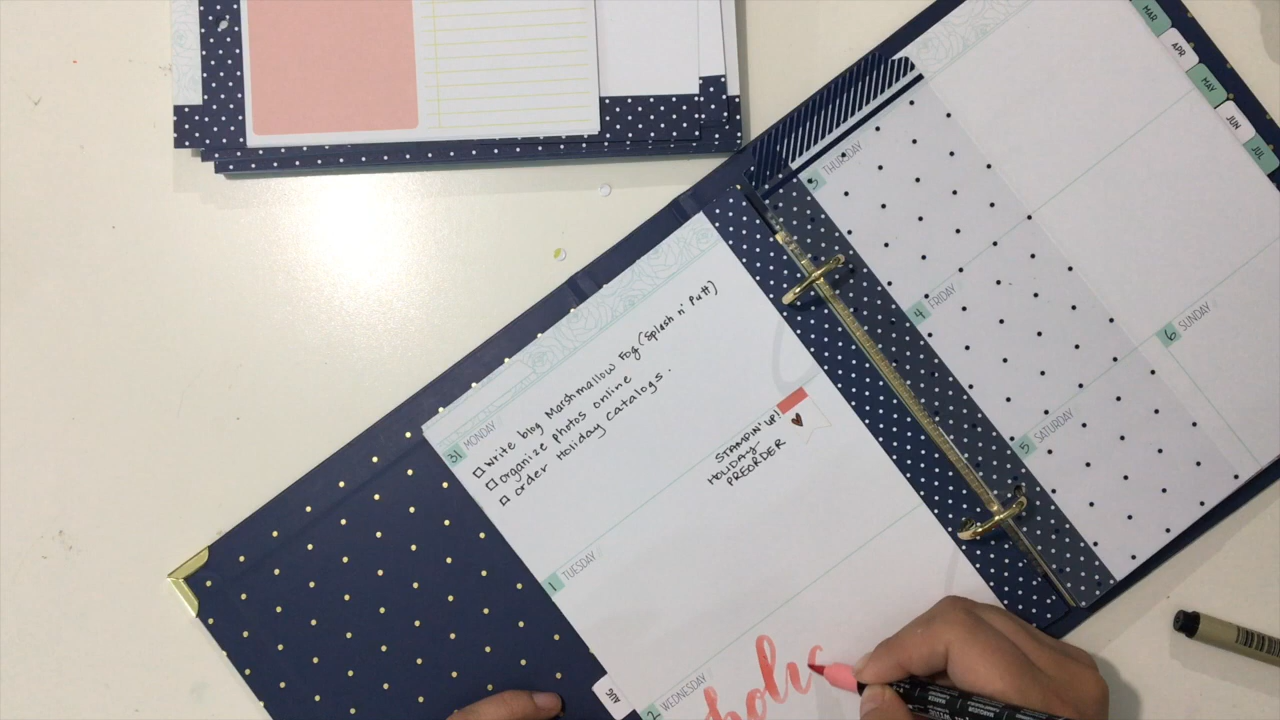 31 MONDAY
□ Write blog Marshmallow Fog (Splash n' Putt)
□ Organize photos online
□ Order Holiday catalogs.
STAMPIN' UP!
HOLIDAY
PREORDER
1 TUESDAY
2 WEDNESDAY
AUG
3 THURSDAY
4 FRIDAY
5 SATURDAY
6 SUNDAY
MAR
APR
MAY
JUN
JUL